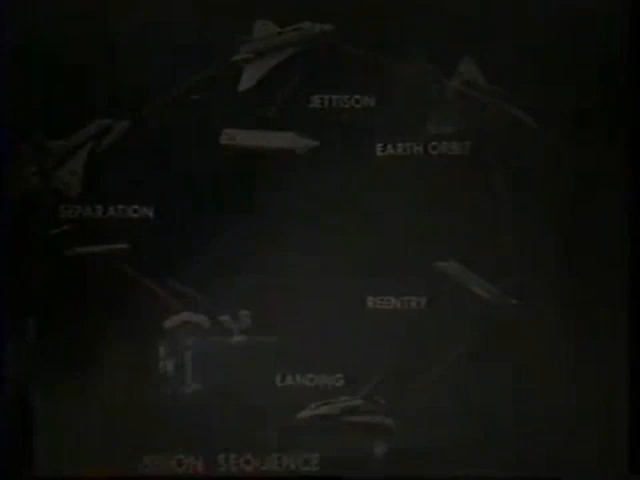 JETTISON
EARTH ORBIT
SEPARATION
REENTRY
LANDING
SEQUENCE